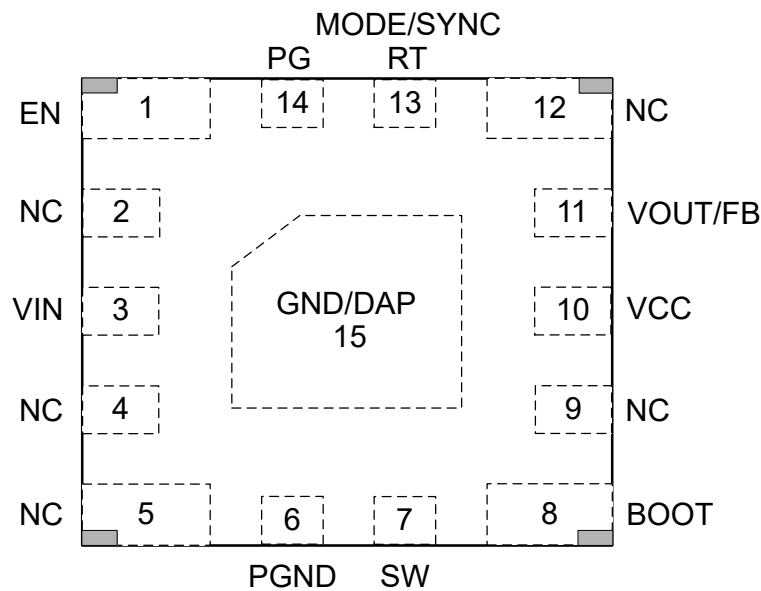 MODE/SYNC
PG RT
EN 1 14 13 12 NC
NC 2 11 VOUT/FB
VIN 3 GND/DAP 10 VCC
15
NC 4 9 NC
NC 5 6 7 8 BOOT
PGND SW